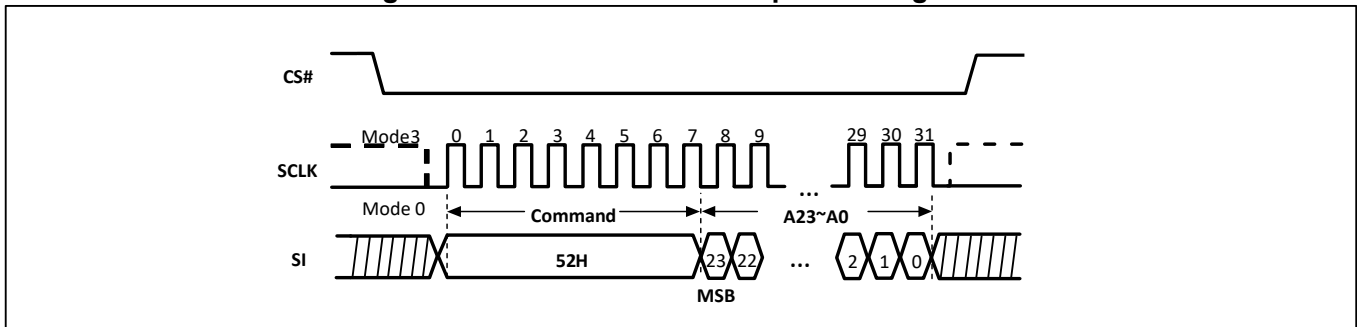 CS#
Mode3 0 1 2 3 4 5 6 7 8 9 29 30 31
SCLK
...
Mode 0 Command A23~A0
SI 52H 23 22 ... 2 1 0
MSB